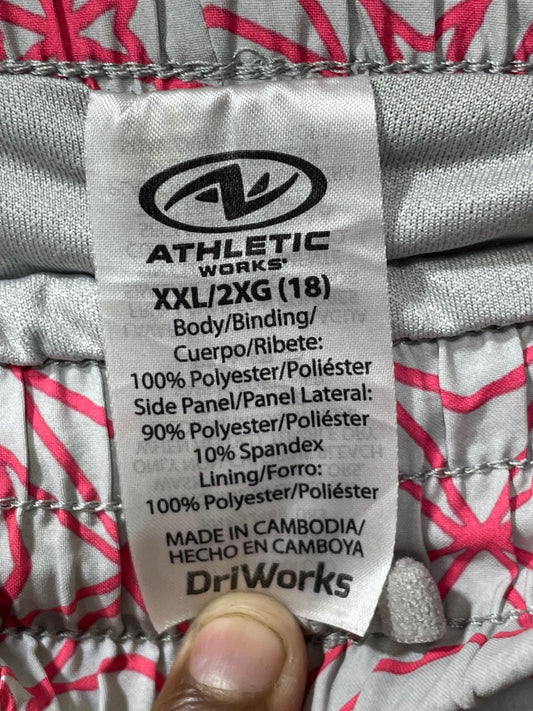 ATHLETIC
WORKS®
XXL/2XG (18)
Body/Binding/
Cuerpo/Ribete:
100% Polyester/Poliéster
Side Panel/Panel Lateral:
90% Polyester/Poliéster
10% Spandex
Lining/Forro:
100% Polyester/Poliéster
MADE IN CAMBODIA/
HECHO EN CAMBOYA
DriWorks